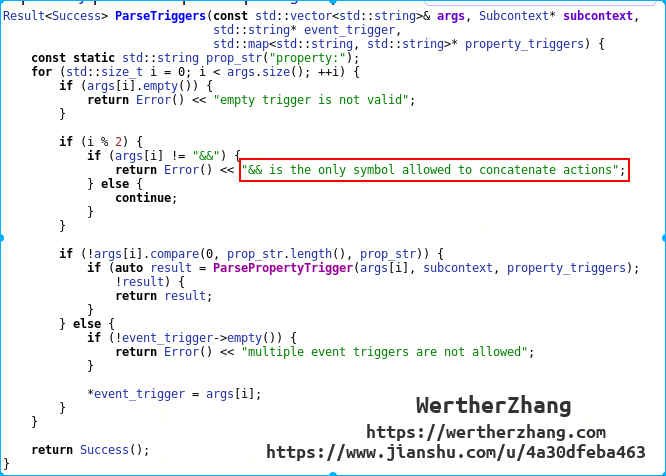 Result<Success> ParseTriggers(const std::vector<std::string>& args, Subcontext* subcontext,
                              std::string* event_trigger,
                              std::map<std::string, std::string>* property_triggers) {
    const static std::string prop_str("property:");
    for (std::size_t i = 0; i < args.size(); ++i) {
        if (args[i].empty()) {
            return Error() << "empty trigger is not valid";
        }

        if (i % 2) {
            if (args[i] != "&&") {
                return Error() << "&& is the only symbol allowed to concatenate actions";
            } else {
                continue;
            }
        }

        if (!args[i].compare(0, prop_str.length(), prop_str)) {
            if (auto result = ParsePropertyTrigger(args[i], subcontext, property_triggers);
                !result) {
                return result;
            }
        } else {
            if (!event_trigger->empty()) {
                return Error() << "multiple event triggers are not allowed";
            }

            *event_trigger = args[i];
        }
    }

    return Success();
}
WertherZhang
https://wertherzhang.com
https://www.jianshu.com/u/4a30dfeba463